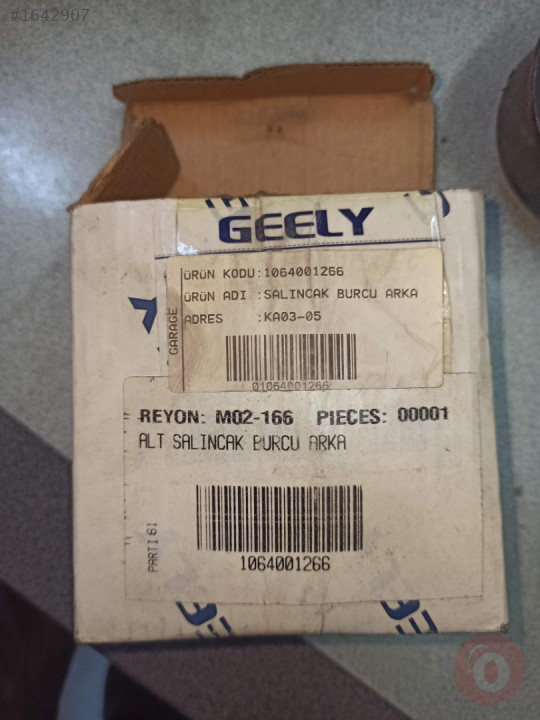 #1642907
GEELY
ÜRÜN KODU:1064001266
ÜRÜN ADI :SALINCAK BURCU ARKA
ADRES :KA03-05
GARAGE
01064001266
REYON: M02-166 PIECES: 00001
ALT SALINCAK BURCU ARKA
PARTI 61
1064001266